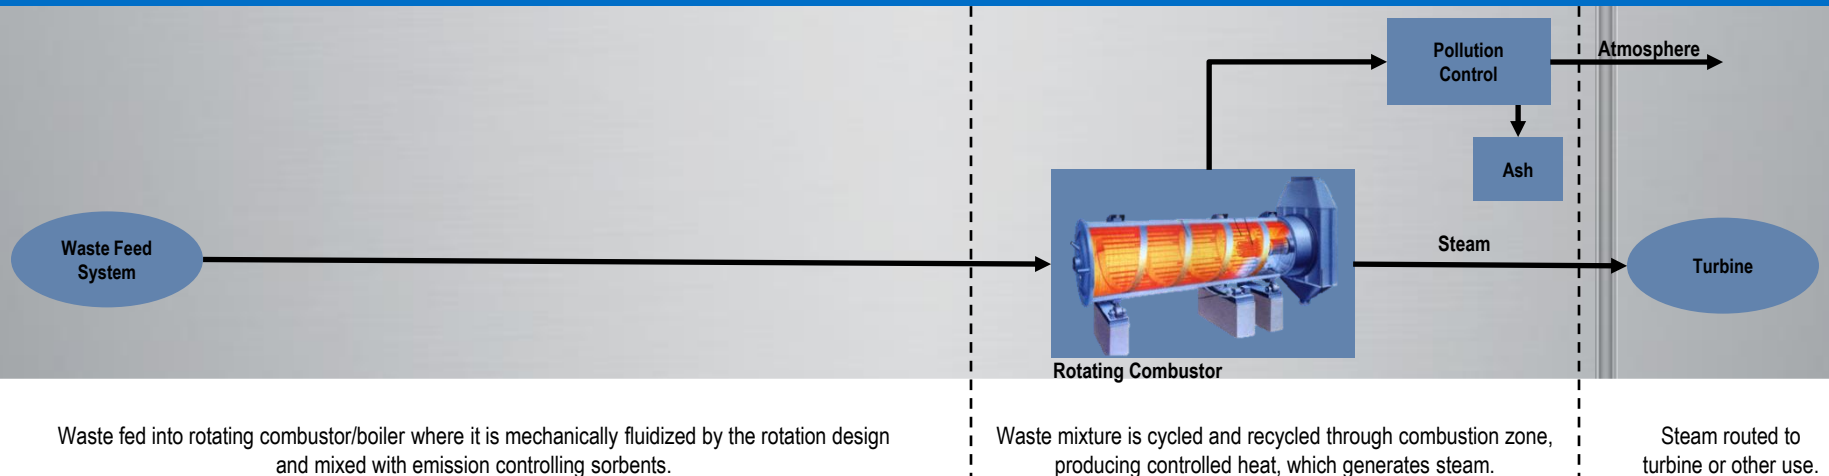 Pollution
Control
Atmosphere
Ash
Waste Feed
System
Steam
Turbine
Rotating Combustor
Waste fed into rotating combustor/boiler where it is mechanically fluidized by the rotation design
and mixed with emission controlling sorbents.
Waste mixture is cycled and recycled through combustion zone,
producing controlled heat, which generates steam.
Steam routed to
turbine or other use.